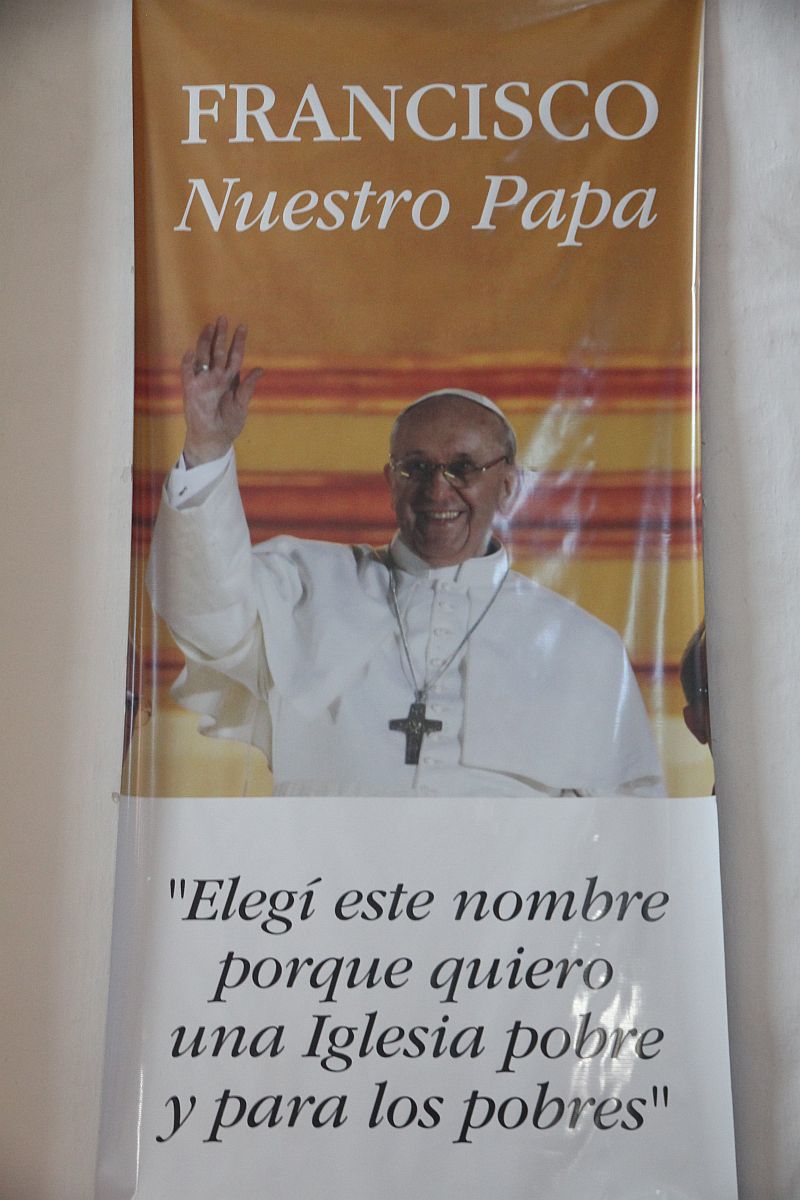 FRANCISCO
Nuestro Papa
"Elegí este nombre
porque quiero
una Iglesia pobre
y para los pobres"